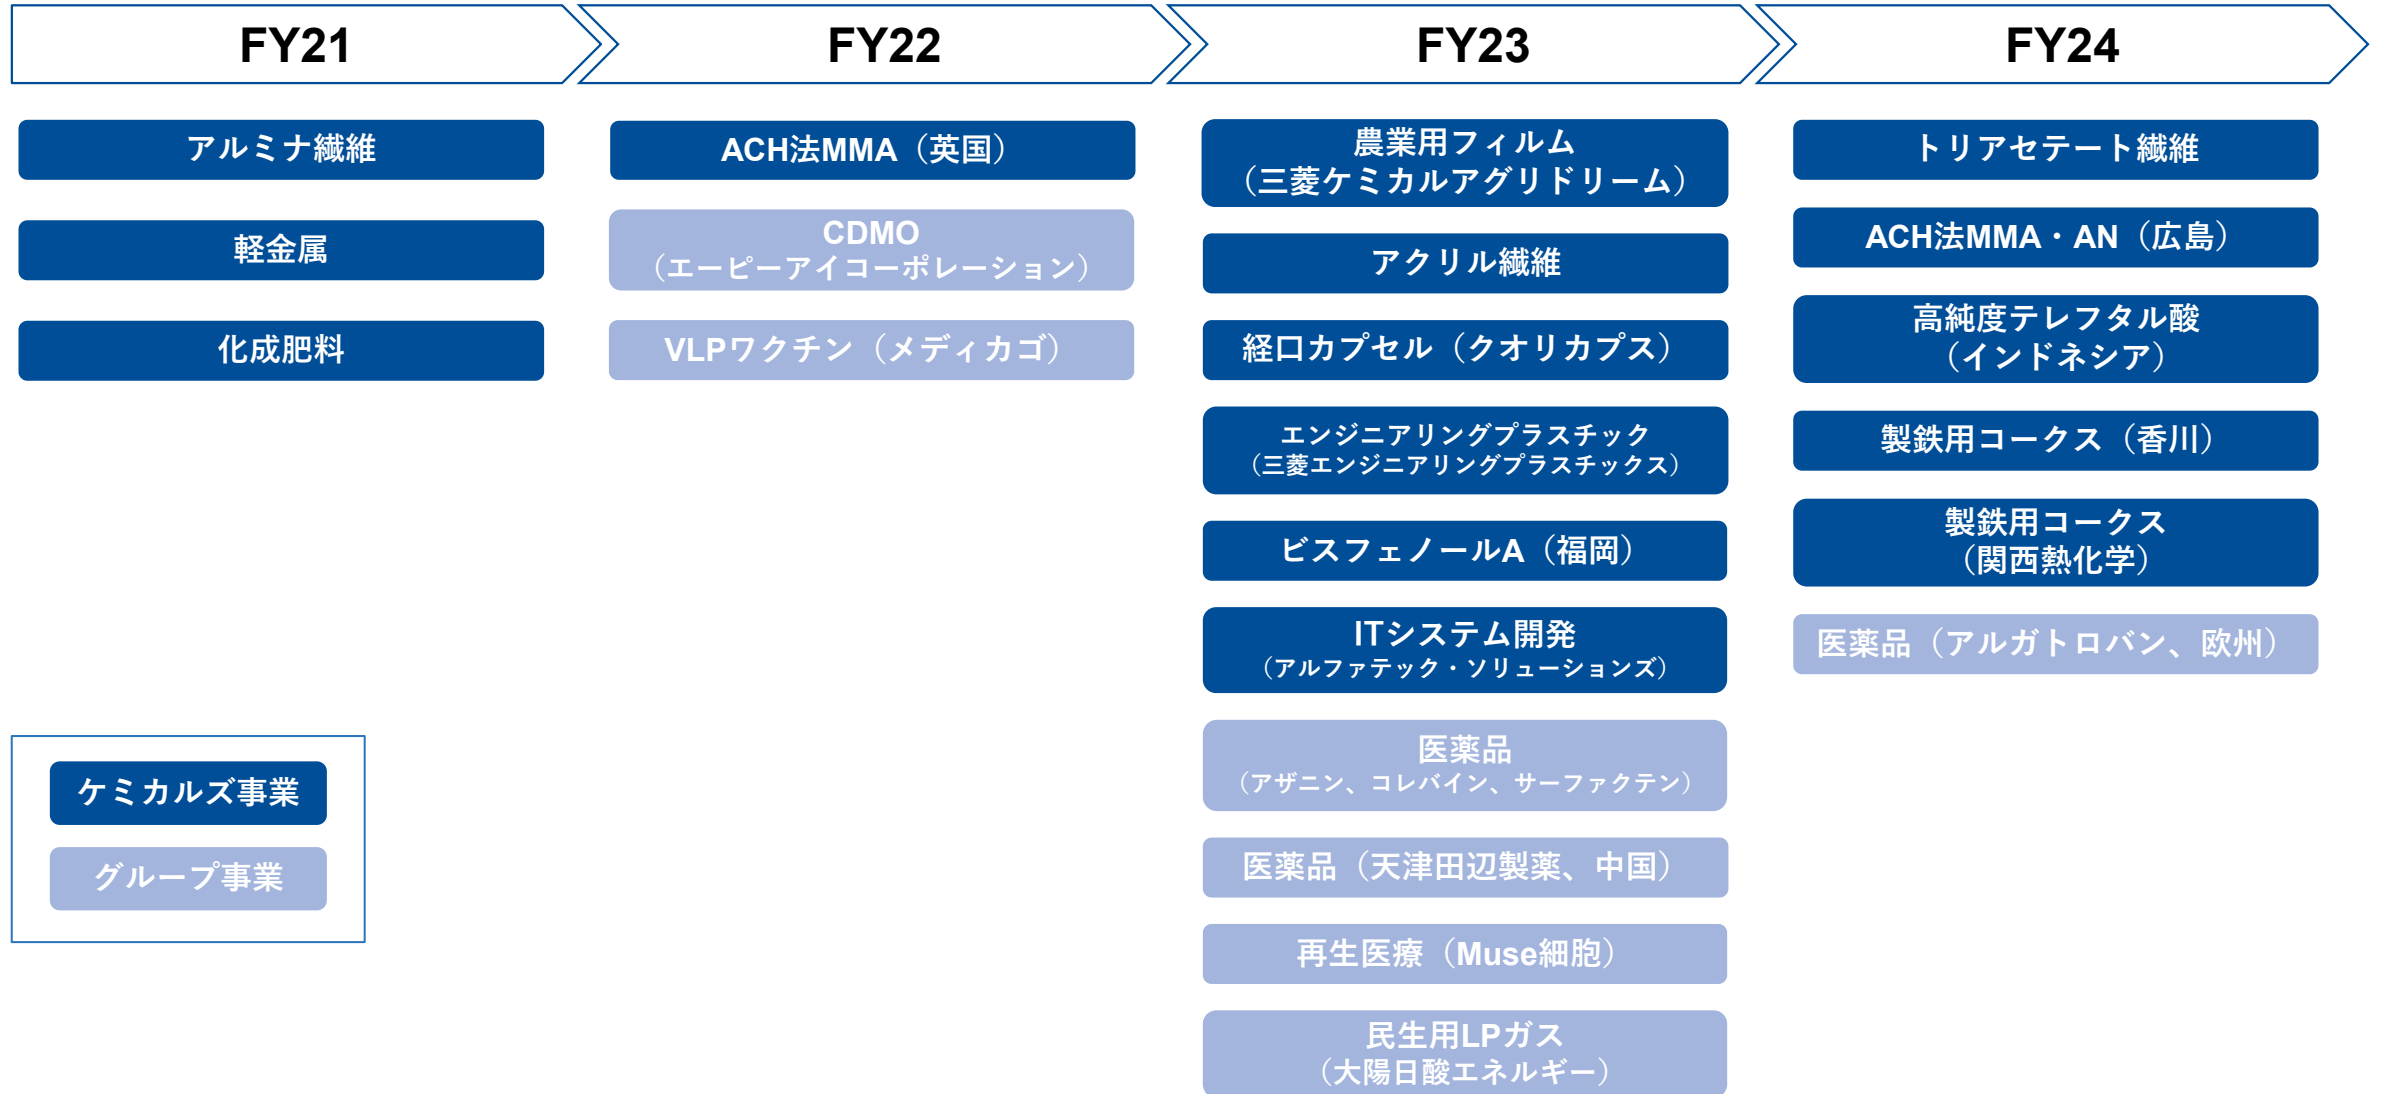 FY21
FY22
FY23
FY24
アルミナ繊維
軽金属
化成肥料
ACH法MMA（英国）
CDMO
（エーピーアイコーポレーション）
VLPワクチン（メディカゴ）
農業用フィルム
（三菱ケミカルアグリドリーム）
アクリル繊維
経口カプセル（クオリカプス）
エンジニアリングプラスチック
（三菱エンジニアリングプラスチックス）
ビスフェノールA（福岡）
ITシステム開発
（アルファテック・ソリューションズ）
医薬品
（アザニン、コレバイン、サーファクテン）
医薬品（天津田辺製薬、中国）
再生医療（Muse細胞）
民生用LPガス
（大陽日酸エネルギー）
トリアセテート繊維
ACH法MMA・AN（広島）
高純度テレフタル酸
（インドネシア）
製鉄用コークス（香川）
製鉄用コークス
（関西熱化学）
医薬品（アルガトロバン、欧州）
ケミカルズ事業
グループ事業